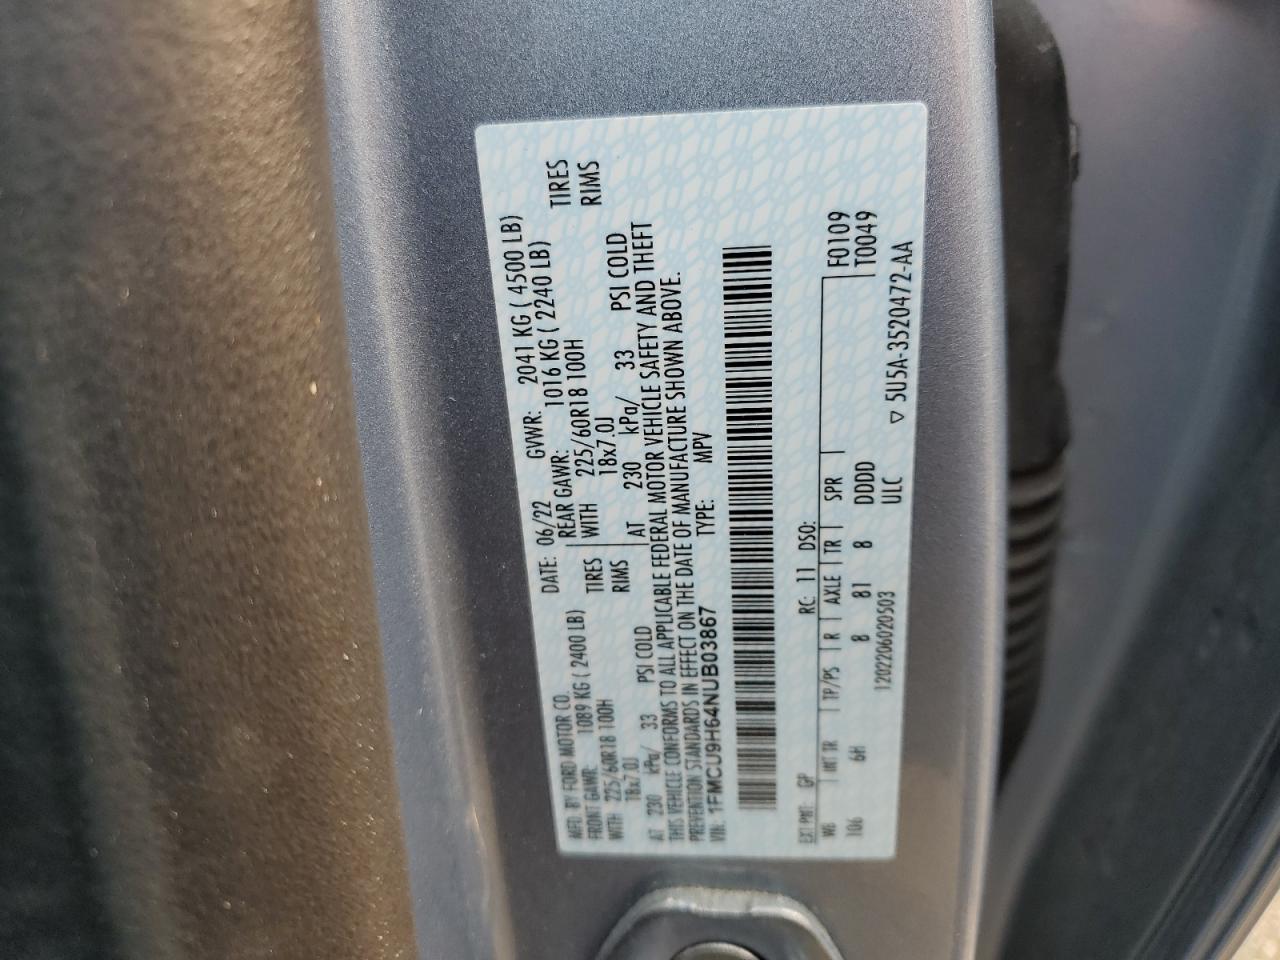 MFD. BY FORD MOTOR CO.
DATE: 06/22 GVWR: 2041 KG ( 4500 LB)
FRONT GAWR: 1089 KG ( 2400 LB) REAR GAWR: 1016 KG ( 2240 LB)
WITH 225/60R18 100H TIRES WITH 225/60R18 100H TIRES
18x7.0J RIMS 18x7.0J RIMS
AT 230 kPa/ 33 PSI COLD AT 230 kPa/ 33 PSI COLD
THIS VEHICLE CONFORMS TO ALL APPLICABLE FEDERAL MOTOR VEHICLE SAFETY AND THEFT
PREVENTION STANDARDS IN EFFECT ON THE DATE OF MANUFACTURE SHOWN ABOVE.
VIN: 1FMCU9H64NUB03867 TYPE: MPV
EXT PNT: GP RC: 11 DSO: F0109
WB INT TR TP/PS R AXLE TR SPR T0049
106 6H 8 81 8 DDDD
1202206020503 ULC ▽ 5U5A-3520472-AA